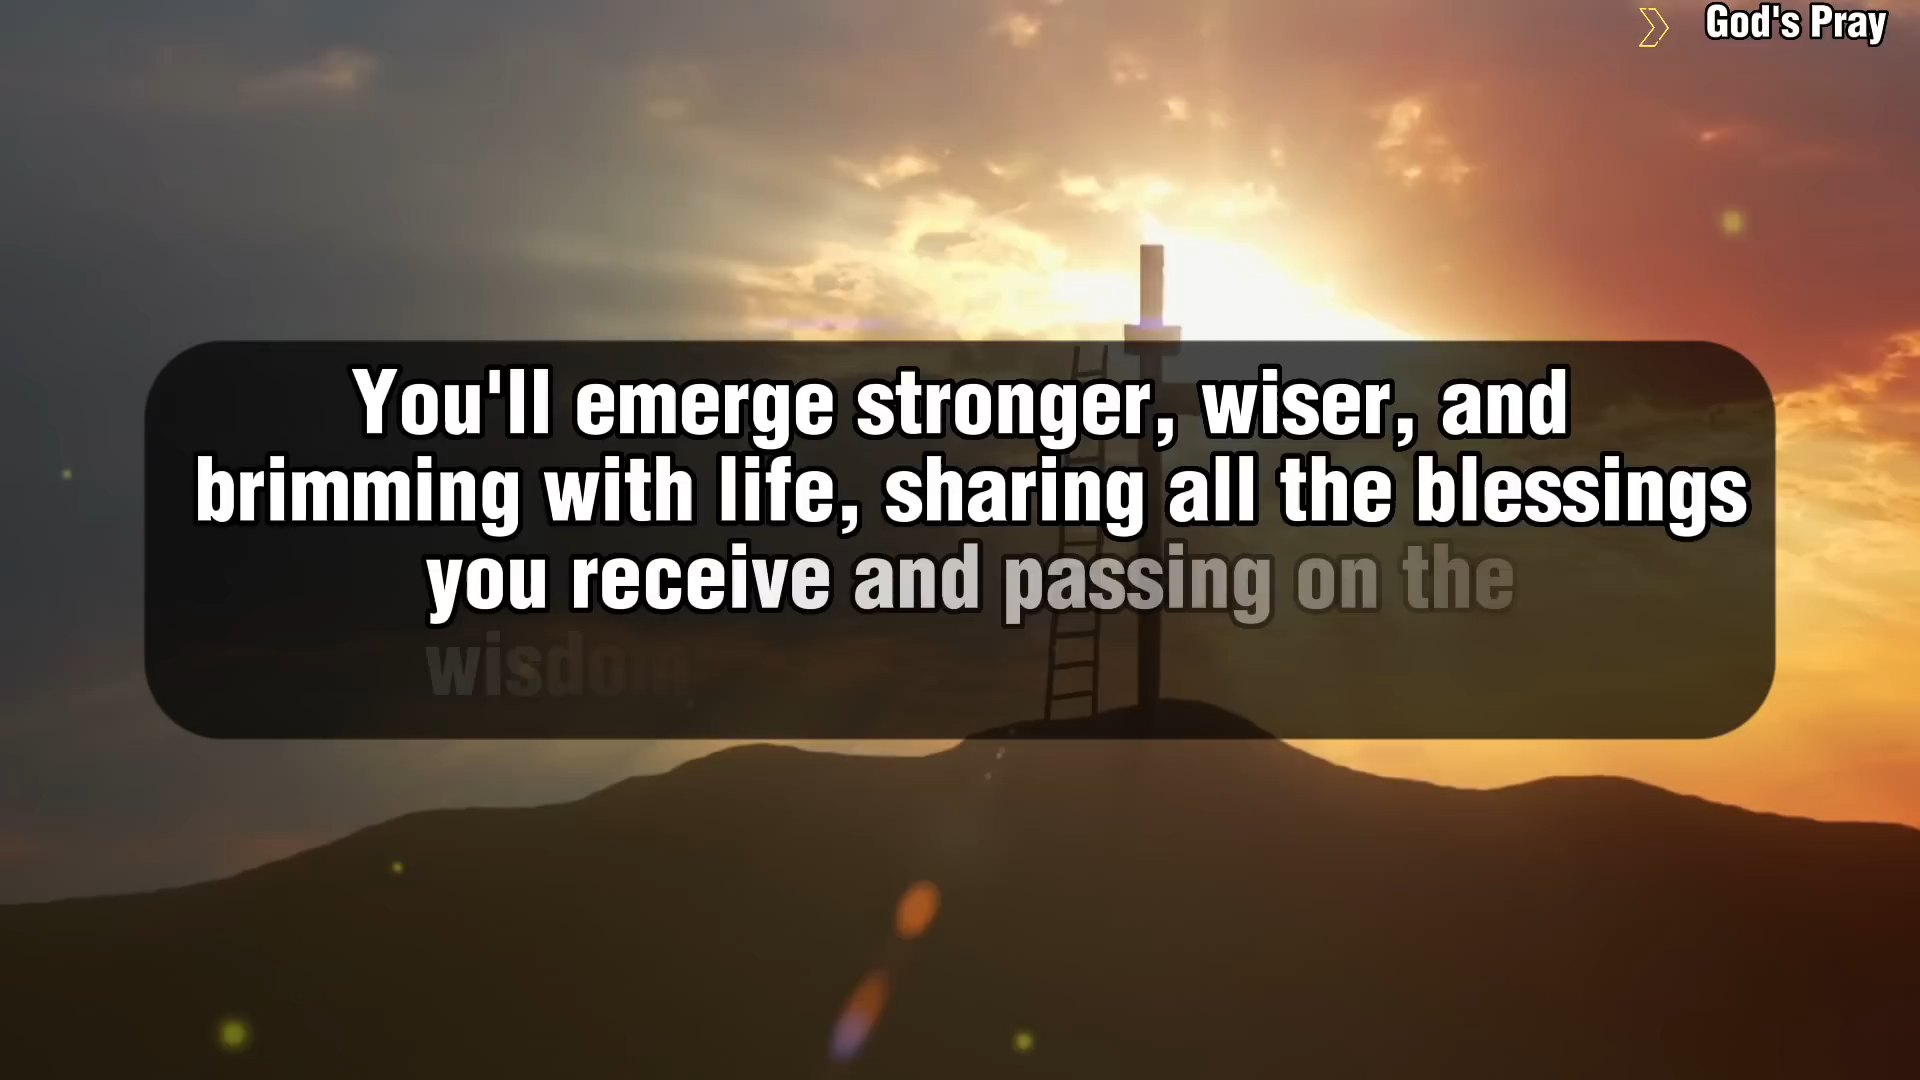 God's Pray
You'll emerge stronger, wiser, and
brimming with life, sharing all the blessings
you receive and passing on the
wisdom